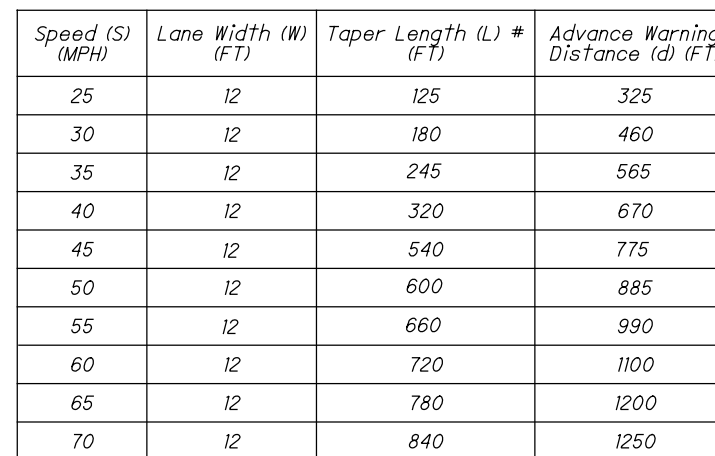 Speed (S) Lane Width (W) Taper Length (L) # Advance Warning
(MPH) (FT) (FT) Distance (d) (FT
25 12 125 325
30 12 180 460
35 12 245 565
40 12 320 670
45 12 540 775
50 12 600 885
55 12 660 990
60 12 720 1100
65 12 780 1200
70 12 840 1250